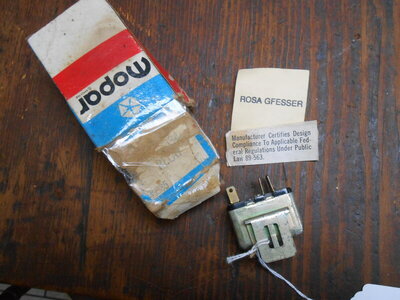 mopar
ROSA GFESSER
Manufacturer Certifies Design
Compliance To Applicable Fed-
eral Regulations Under Public
Law 89-563.